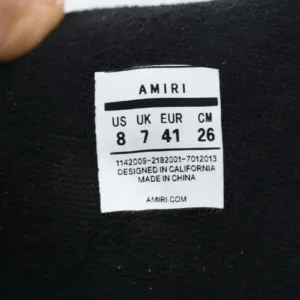 AMIRI
US UK EUR CM
8 7 41 26
1142009-2182001-7012013
DESIGNED IN CALIFORNIA
MADE IN CHINA
AMIRI.COM